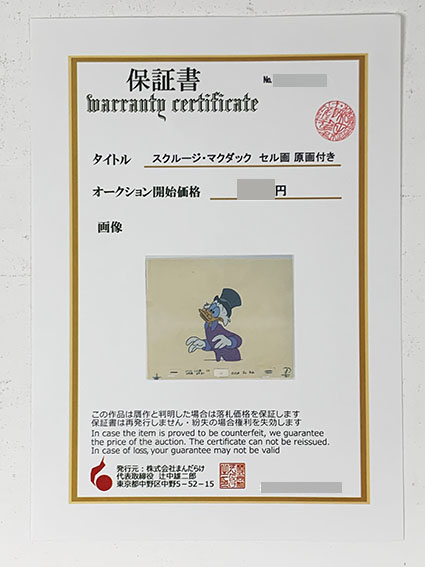 保証書
No.
warranty certificate
タイトル スクルージ・マクダック セル画 原画付き
オークション開始価格 円
画像
この作品は贋作と判明した場合は落札価格を保証します
保証書は再発行しません・紛失の場合権利を失効します
In case the item is proved to be counterfeit, we guarantee
the price of the auction. The certificate can not be reissued.
In case of loss, your guarantee may not be valid
発行元：株式会社まんだらけ
代表取締役 辻中雄二郎
東京都中野区中野5-52-15